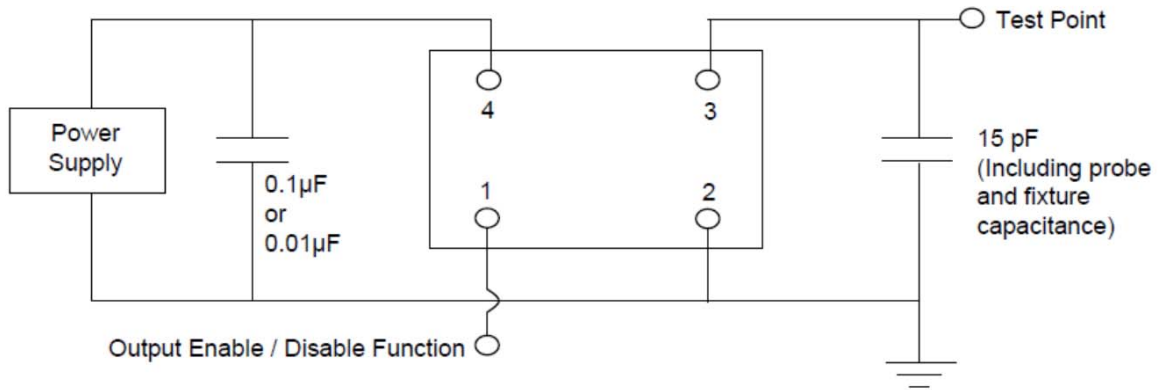 Test Point
4
3
Power
Supply
15 pF
(Including probe
and fixture
capacitance)
0.1µF
or
0.01µF
1
2
Output Enable / Disable Function